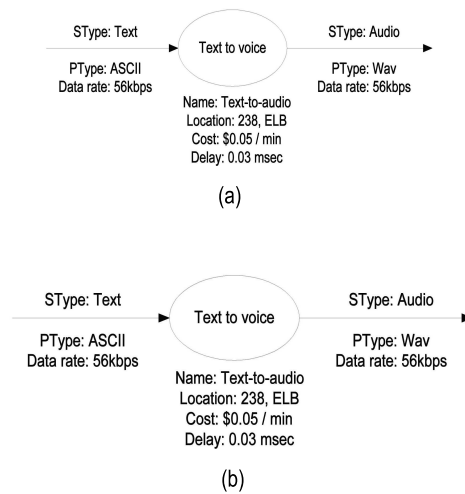 SType: Text
SType: Audio
Text to voice
PType: ASCII
Data rate: 56kbps
PType: Wav
Data rate: 56kbps
Name: Text-to-audio
Location: 238, ELB
Cost: $0.05 / min
Delay: 0.03 msec
(a)
SType: Text
SType: Audio
Text to voice
PType: ASCII
Data rate: 56kbps
PType: Wav
Data rate: 56kbps
Name: Text-to-audio
Location: 238, ELB
Cost: $0.05 / min
Delay: 0.03 msec
(b)